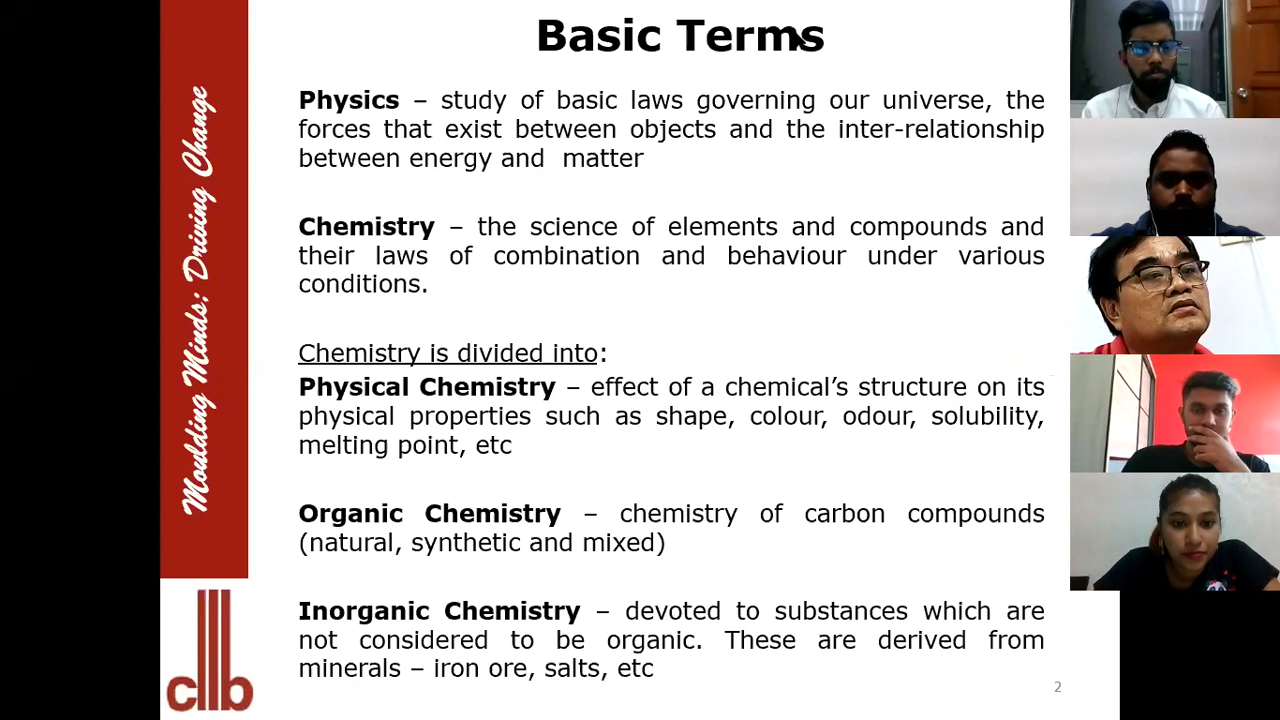 Basic Terms
Moulding Minds; Driving Change
Physics – study of basic laws governing our universe, the
forces that exist between objects and the inter-relationship
between energy and matter
Chemistry – the science of elements and compounds and
their laws of combination and behaviour under various
conditions.
Chemistry is divided into:
Physical Chemistry – effect of a chemical’s structure on its
physical properties such as shape, colour, odour, solubility,
melting point, etc
Organic Chemistry – chemistry of carbon compounds
(natural, synthetic and mixed)
Inorganic Chemistry – devoted to substances which are
not considered to be organic. These are derived from
minerals – iron ore, salts, etc
cllb
2